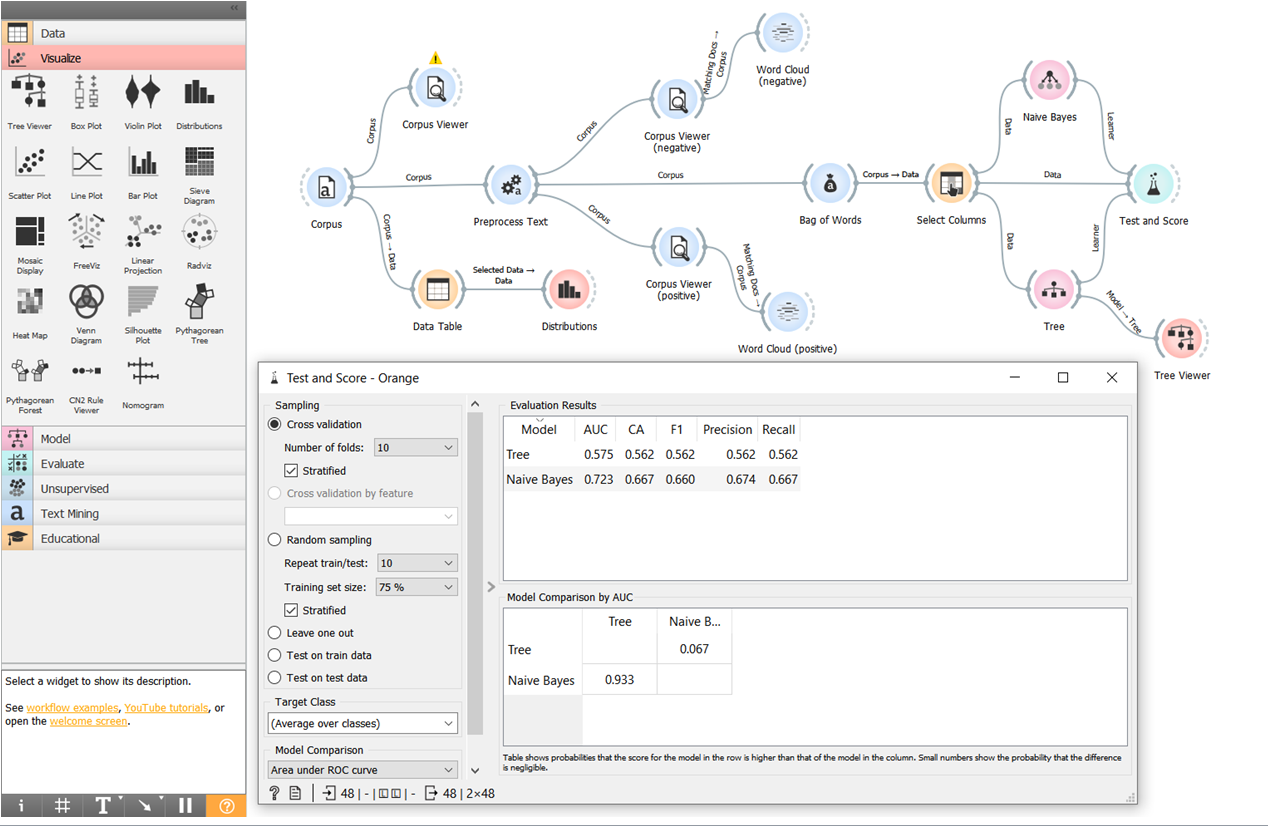 Data
Visualize
Tree Viewer
Box Plot
Violin Plot
Distributions
Scatter Plot
Line Plot
Bar Plot
Sieve
Diagram
Mosaic
Display
FreeViz
Linear
Projection
Radviz
Heat Map
Venn
Diagram
Silhouette
Plot
Pythagorean
Tree
Pythagorean
Forest
CN2 Rule
Viewer
Nomogram
Model
Evaluate
Unsupervised
a Text Mining
Educational
Select a widget to show its description.
See workflow examples, YouTube tutorials, or
open the welcome screen.
i # T ?
Corpus
Corpus Viewer
Corpus
a
Corpus
Corpus
Preprocess Text
Corpus → Data
Data Table
Selected Data →
Data
Distributions
Corpus
Corpus Viewer
(negative)
Matching Docs →
Corpus
Word Cloud
(negative)
Corpus
Corpus
Corpus Viewer
(positive)
Matching Docs →
Corpus
Word Cloud (positive)
a
Bag of Words
Corpus → Data
Select Columns
Data
Naive Bayes
Learner
Data
Test and Score
Data
Tree
Learner
Model → Tree
Tree Viewer
Test and Score - Orange
Sampling
Cross validation
Number of folds: 10
Stratified
Cross validation by feature
Random sampling
Repeat train/test: 10
Training set size: 75 %
Stratified
Leave one out
Test on train data
Test on test data
Target Class
(Average over classes)
Model Comparison
Area under ROC curve
Evaluation Results
Model AUC CA F1 Precision Recall
Tree 0.575 0.562 0.562 0.562 0.562
Naive Bayes 0.723 0.667 0.660 0.674 0.667
Model Comparison by AUC
Tree Naive B...
Tree 0.067
Naive Bayes 0.933
Table shows probabilities that the score for the model in the row is higher than that of the model in the column. Small numbers show the probability that the difference
is negligible.
? 48 | - | - 48 | 2×48